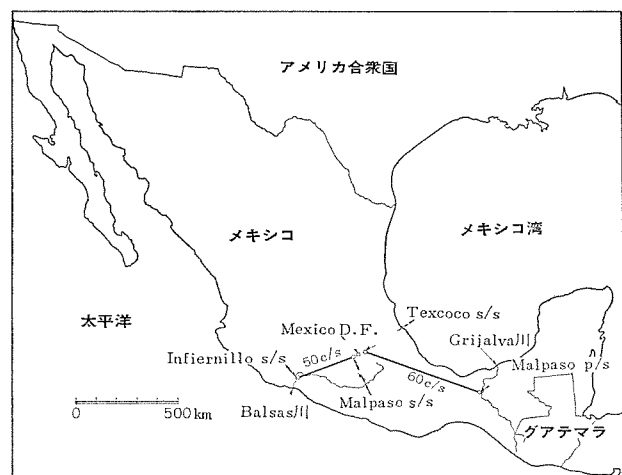 アメリカ合衆国
メキシコ
メキシコ湾
太平洋
Texcoco s/s
Mexico D.F.
Grijalva川
Infiernillo s/s
50c/s
60c/s
Malpaso p/s
Malpaso s/s
Balsas川
グアテマラ
0 500 km